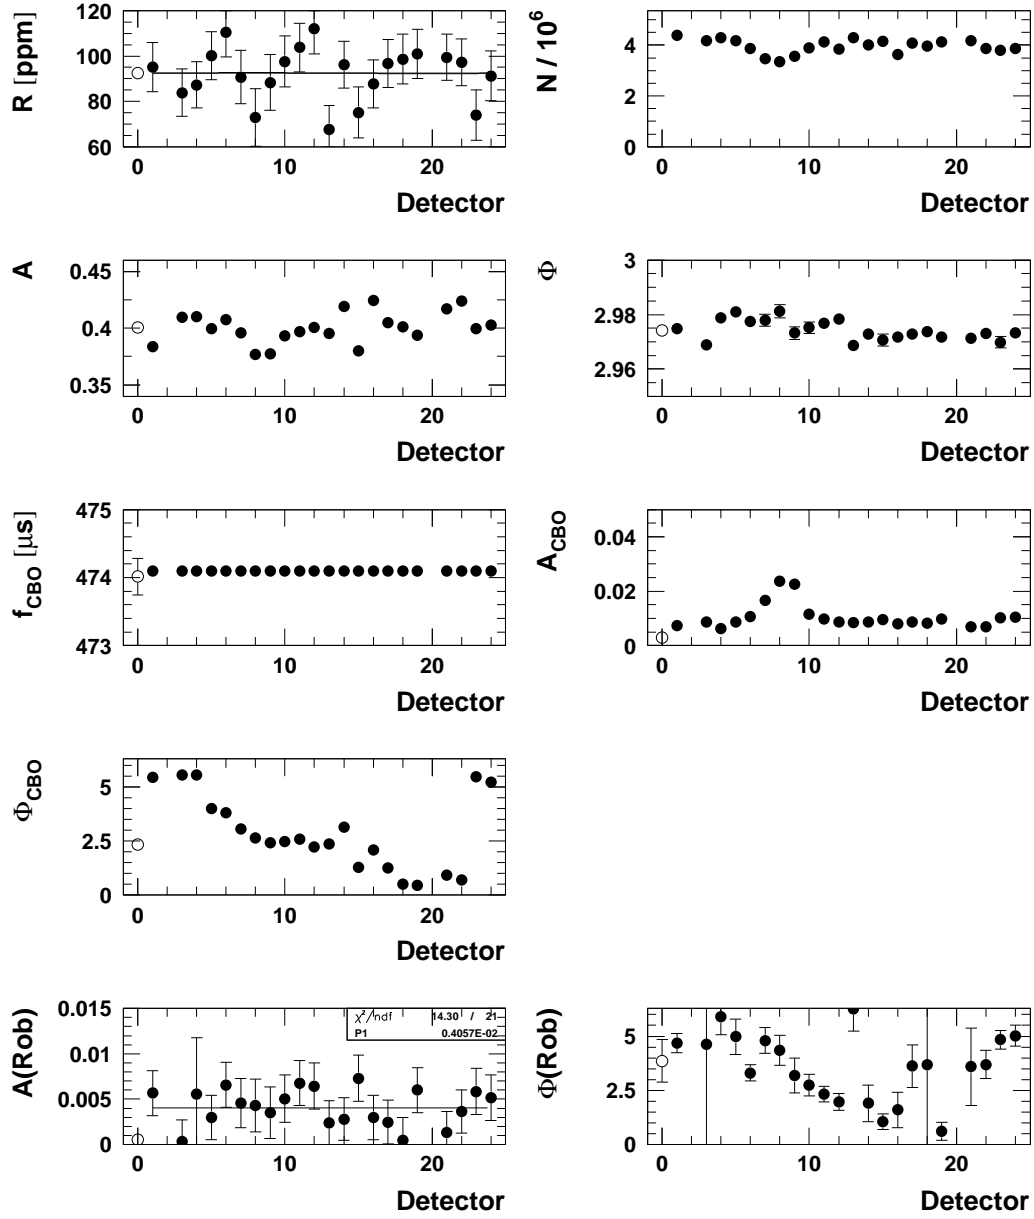 R [ppm]
120
100
80
60
0 10 20
Detector
N / 10^6
4
2
0
0 10 20
Detector
A
0.45
0.4
0.35
0 10 20
Detector
Φ
3
2.98
2.96
0 10 20
Detector
f_CBO [μs]
475
474
473
0 10 20
Detector
A_CBO
0.04
0.02
0
0 10 20
Detector
Φ_CBO
5
2.5
0
0 10 20
Detector
A(Rob)
0.015
0.01
0.005
0
χ²/ndf 14.30 / 21
P1 0.4057E-02
0 10 20
Detector
Φ(Rob)
5
2.5
0
0 10 20
Detector